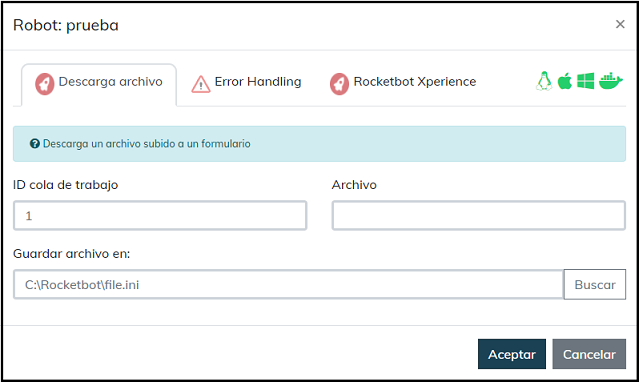 Robot: prueba ×
Descarga archivo Error Handling Rocketbot Xperience
Descarga un archivo subido a un formulario
ID cola de trabajo Archivo
1
Guardar archivo en:
C:\Rocketbot\file.ini Buscar
Aceptar Cancelar